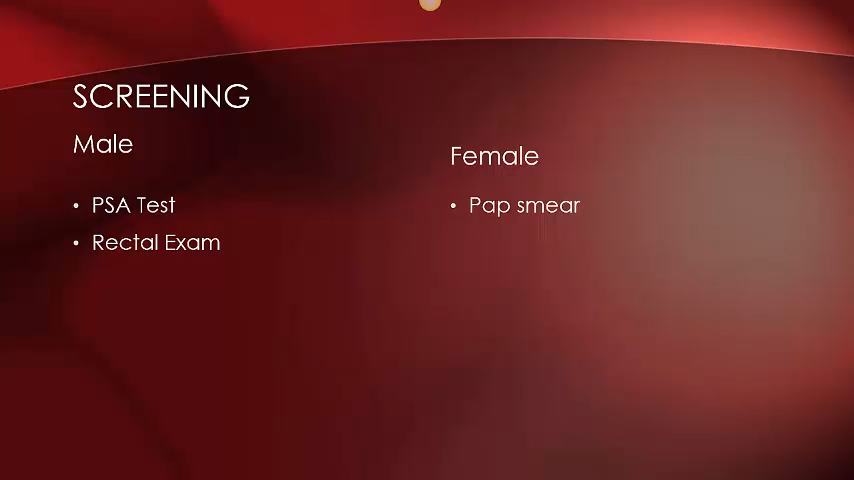 SCREENING
Male
• PSA Test
• Rectal Exam
Female
• Pap smear